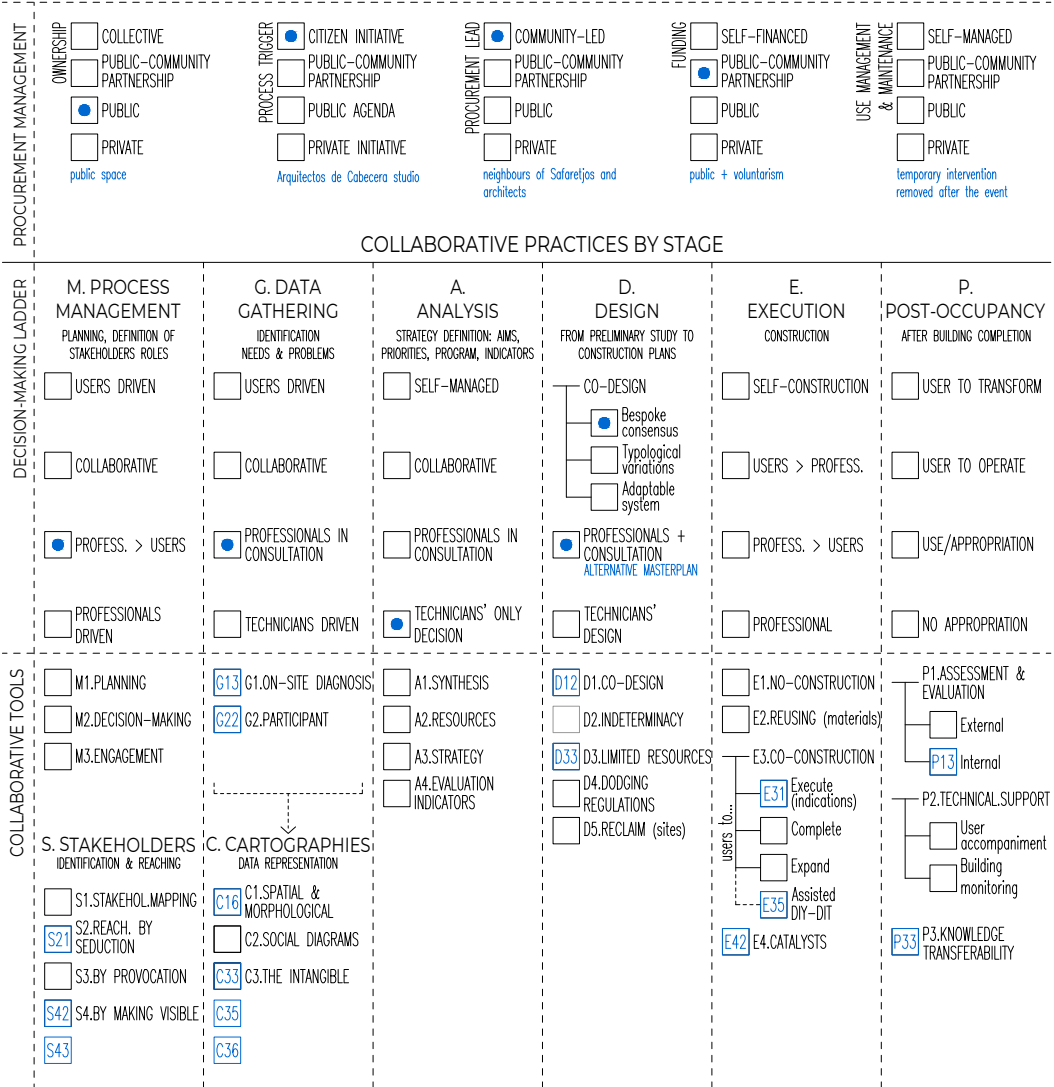 PROCUREMENT MANAGEMENT
OWNERSHIP
COLLECTIVE
PUBLIC-COMMUNITY
PARTNERSHIP
PUBLIC
PRIVATE
public space
PROCESS TRIGGER
CITIZEN INITIATIVE
PUBLIC-COMMUNITY
PARTNERSHIP
PUBLIC AGENDA
PRIVATE INITIATIVE
Arquitectos de Cabecera studio
PROCUREMENT LEAD
COMMUNITY-LED
PUBLIC-COMMUNITY
PARTNERSHIP
PUBLIC
PRIVATE
neighbours of Safaretjos and
architects
FUNDING
SELF-FINANCED
PUBLIC-COMMUNITY
PARTNERSHIP
PUBLIC
PRIVATE
public + voluntarism
USE MANAGEMENT
& MAINTENANCE
SELF-MANAGED
PUBLIC-COMMUNITY
PARTNERSHIP
PUBLIC
PRIVATE
temporary intervention
removed after the event
COLLABORATIVE PRACTICES BY STAGE
DECISION-MAKING LADDER
M. PROCESS
MANAGEMENT
PLANNING, DEFINITION OF
STAKEHOLDERS ROLES
USERS DRIVEN
COLLABORATIVE
PROFESS. > USERS
PROFESSIONALS
DRIVEN
G. DATA
GATHERING
IDENTIFICATION
NEEDS & PROBLEMS
USERS DRIVEN
COLLABORATIVE
PROFESSIONALS IN
CONSULTATION
TECHNICIANS DRIVEN
A.
ANALYSIS
STRATEGY DEFINITION: AIMS,
PRIORITIES, PROGRAM, INDICATORS
SELF-MANAGED
COLLABORATIVE
PROFESSIONALS IN
CONSULTATION
TECHNICIANS' ONLY
DECISION
D.
DESIGN
FROM PRELIMINARY STUDY TO
CONSTRUCTION PLANS
CO-DESIGN
Bespoke
consensus
Typological
variations
Adaptable
system
PROFESSIONALS +
CONSULTATION
ALTERNATIVE MASTERPLAN
TECHNICIANS'
DESIGN
E.
EXECUTION
CONSTRUCTION
SELF-CONSTRUCTION
USERS > PROFESS.
PROFESS. > USERS
PROFESSIONAL
P.
POST-OCCUPANCY
AFTER BUILDING COMPLETION
USER TO TRANSFORM
USER TO OPERATE
USE/APPROPRIATION
NO APPROPRIATION
COLLABORATIVE TOOLS
M1.PLANNING
M2.DECISION-MAKING
M3.ENGAGEMENT
S. STAKEHOLDERS
IDENTIFICATION & REACHING
S1.STAKEHOL.MAPPING
S21 S2.REACH. BY
SEDUCTION
S3.BY PROVOCATION
S42 S4.BY MAKING VISIBLE
S43
G13 G1.ON-SITE DIAGNOSIS
G22 G2.PARTICIPANT
C. CARTOGRAPHIES
DATA REPRESENTATION
C16 C1.SPATIAL &
MORPHOLOGICAL
C2.SOCIAL DIAGRAMS
C33 C3.THE INTANGIBLE
C35
C36
A1.SYNTHESIS
A2.RESOURCES
A3.STRATEGY
A4.EVALUATION
INDICATORS
D12 D1.CO-DESIGN
D2.INDETERMINACY
D33 D3.LIMITED RESOURCES
D4.DODGING
REGULATIONS
D5.RECLAIM (sites)
E1.NO-CONSTRUCTION
E2.REUSING (materials)
E3.CO-CONSTRUCTION
users to...
E31 Execute
(indications)
Complete
Expand
E35 Assisted
DIY-DIT
E42 E4.CATALYSTS
P1.ASSESSMENT &
EVALUATION
External
P13 Internal
P2.TECHNICAL.SUPPORT
User
accompaniment
Building
monitoring
P33 P3.KNOWLEDGE
TRANSFERABILITY